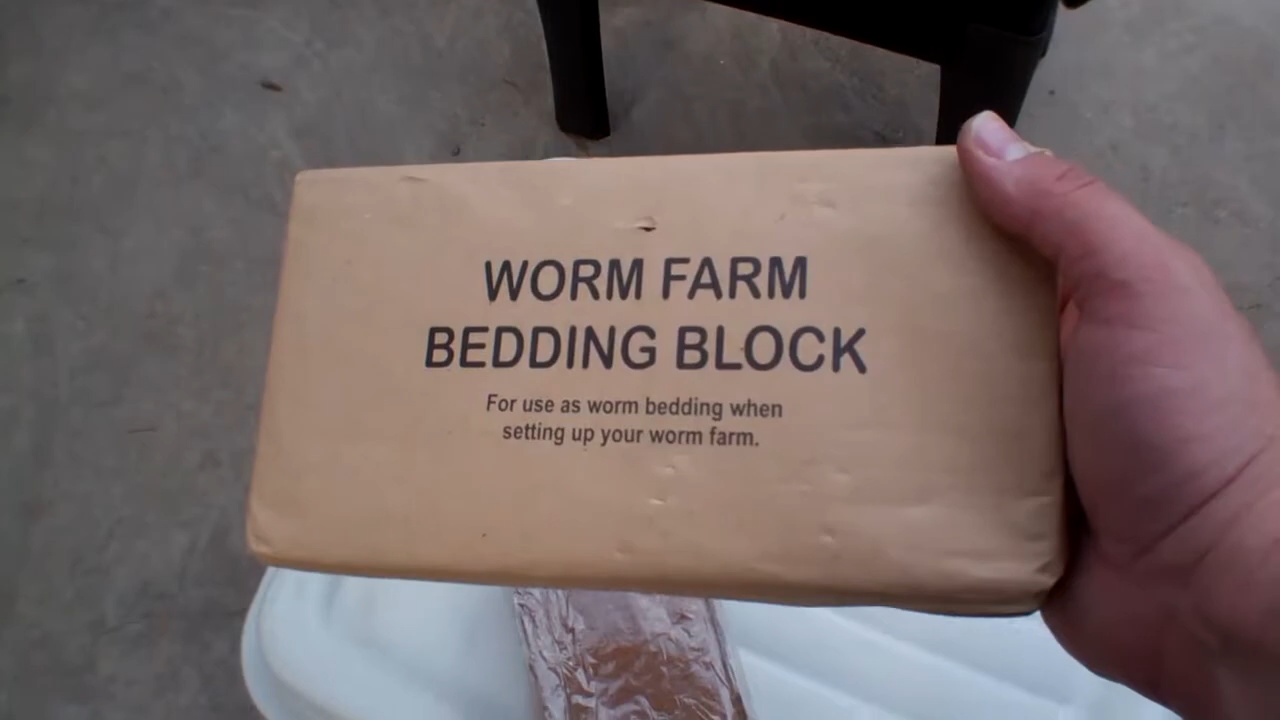 WORM FARM
BEDDING BLOCK
For use as worm bedding when
setting up your worm farm.